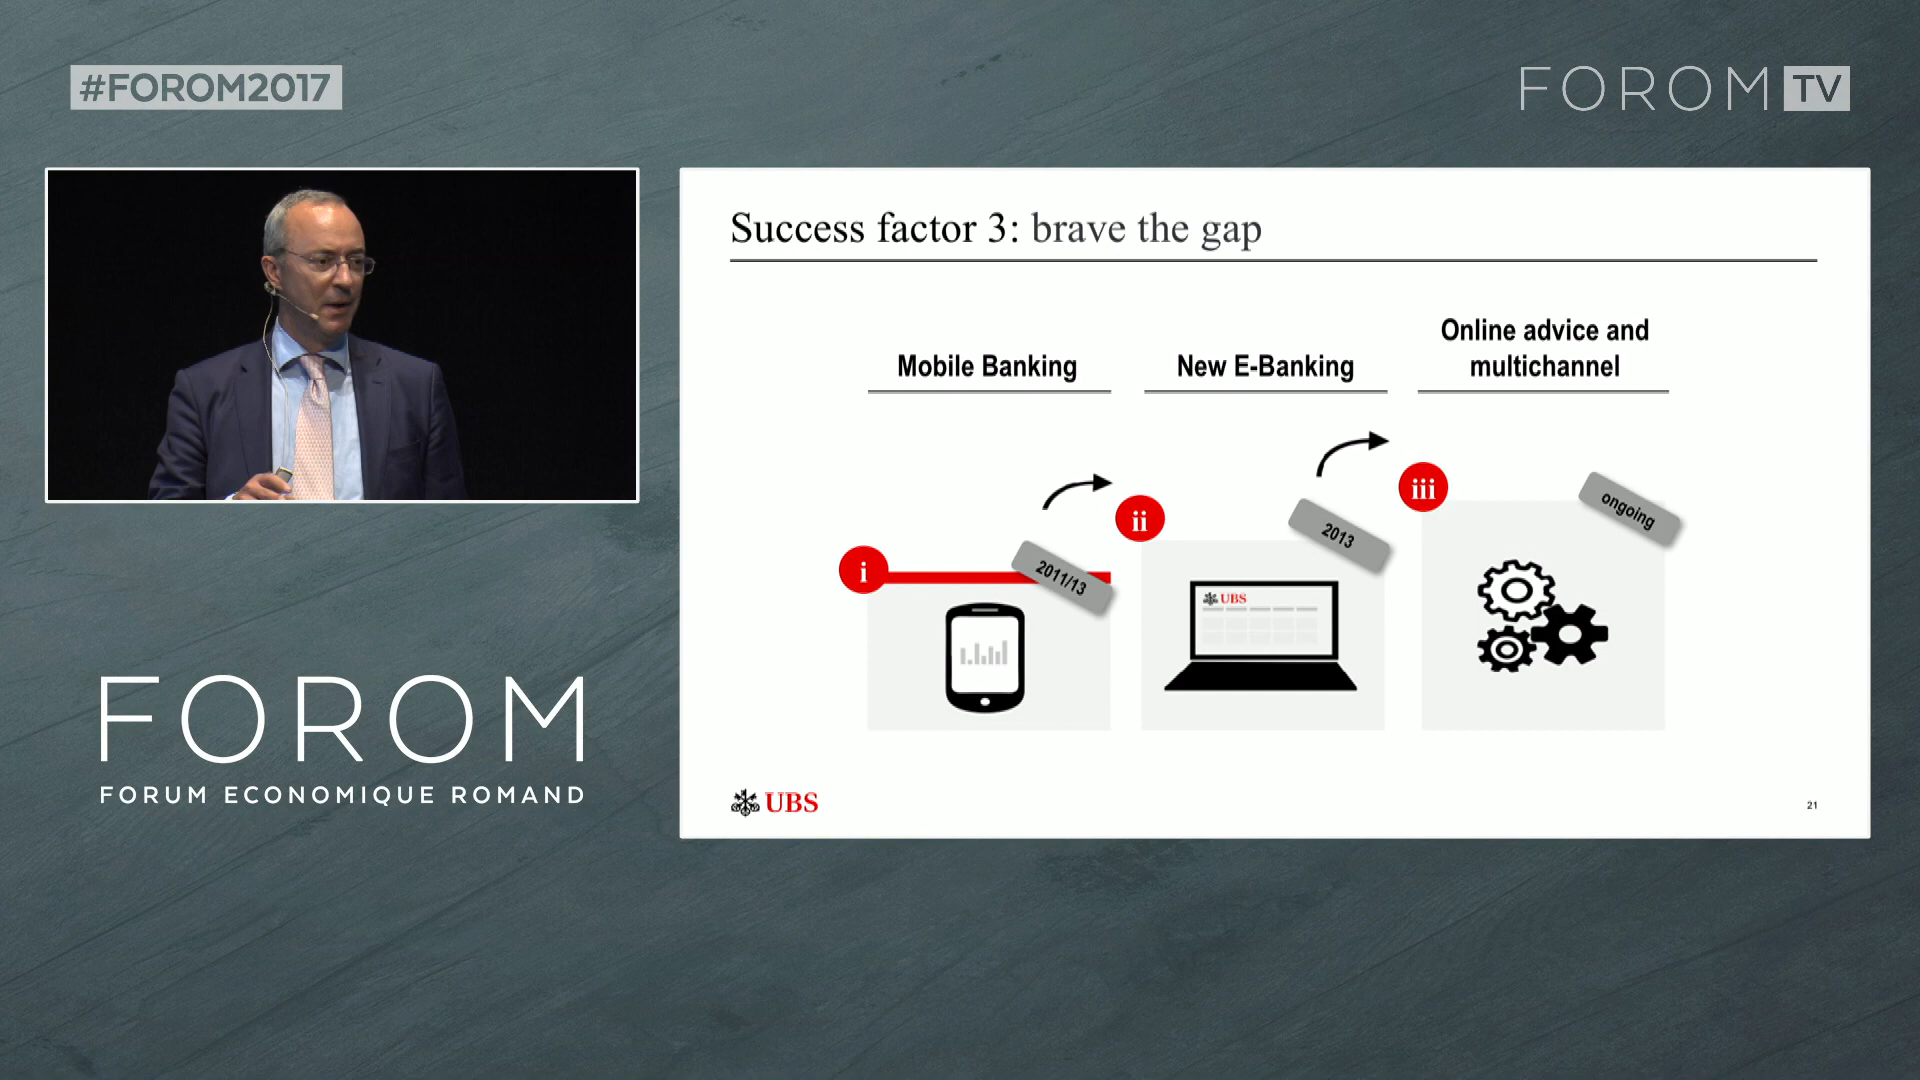 #FOROM2017
FOROM TV
Success factor 3: brave the gap
Mobile Banking
New E-Banking
Online advice and
multichannel
i
2011/13
ii
2013
UBS
iii
ongoing
UBS
21
FOROM
FORUM ECONOMIQUE ROMAND